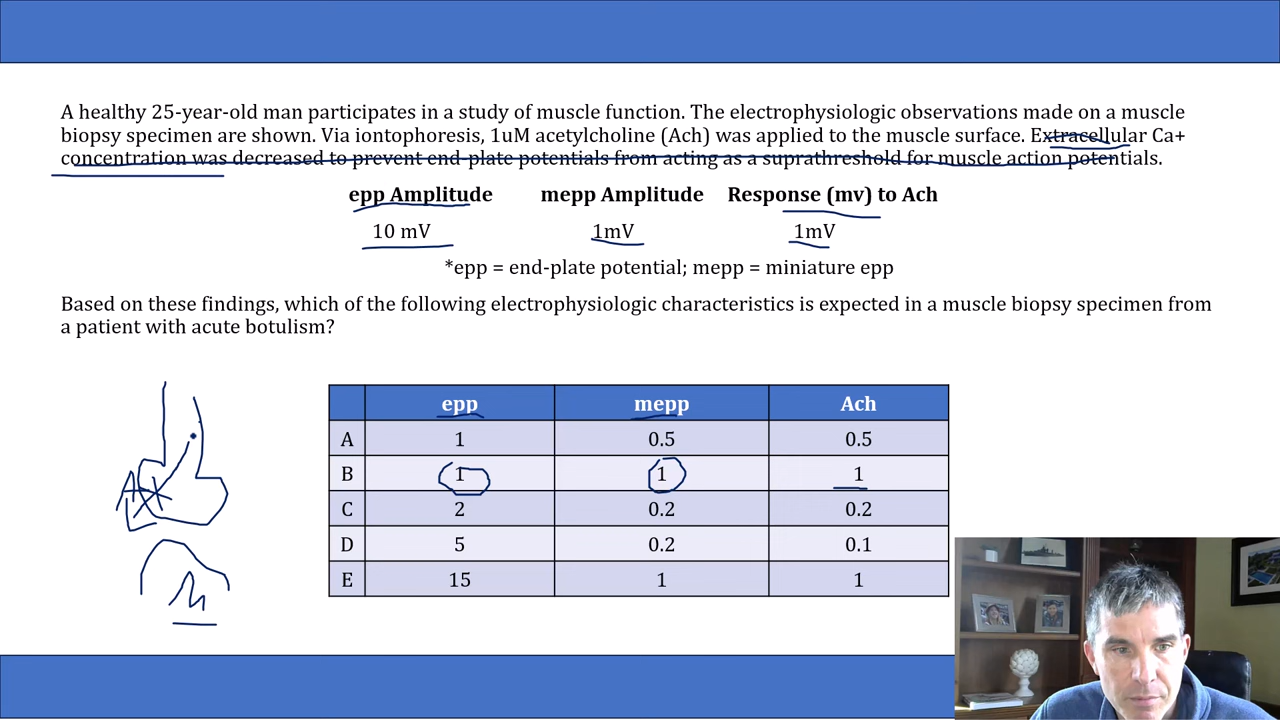 A healthy 25-year-old man participates in a study of muscle function. The electrophysiologic observations made on a muscle
biopsy specimen are shown. Via iontophoresis, 1uM acetylcholine (Ach) was applied to the muscle surface. Extracellular Ca+
concentration was decreased to prevent end-plate potentials from acting as a suprathreshold for muscle action potentials.
epp Amplitude mepp Amplitude Response (mv) to Ach
10 mV 1mV 1mV
*epp = end-plate potential; mepp = miniature epp
Based on these findings, which of the following electrophysiologic characteristics is expected in a muscle biopsy specimen from
a patient with acute botulism?
epp mepp Ach
A 1 0.5 0.5
B 1 1 1
C 2 0.2 0.2
D 5 0.2 0.1
E 15 1 1
M